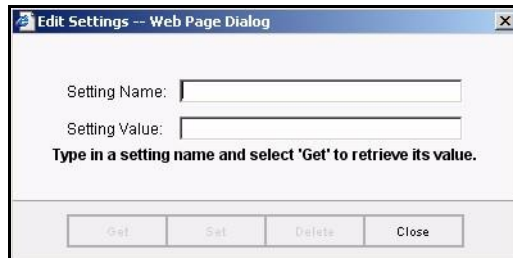 Edit Settings -- Web Page Dialog
Setting Name:
Setting Value:
Type in a setting name and select 'Get' to retrieve its value.
Get Set Delete Close